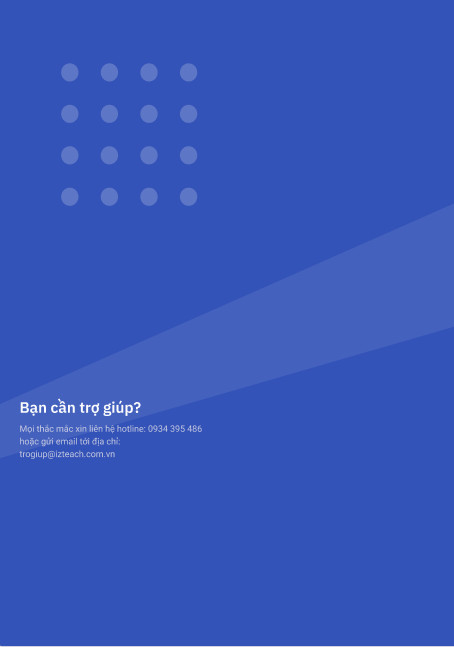 Bạn cần trợ giúp?
Mọi thắc mắc xin liên hệ hotline: 0934 395 486
hoặc gửi email tới địa chỉ:
trogiup@izteach.com.vn